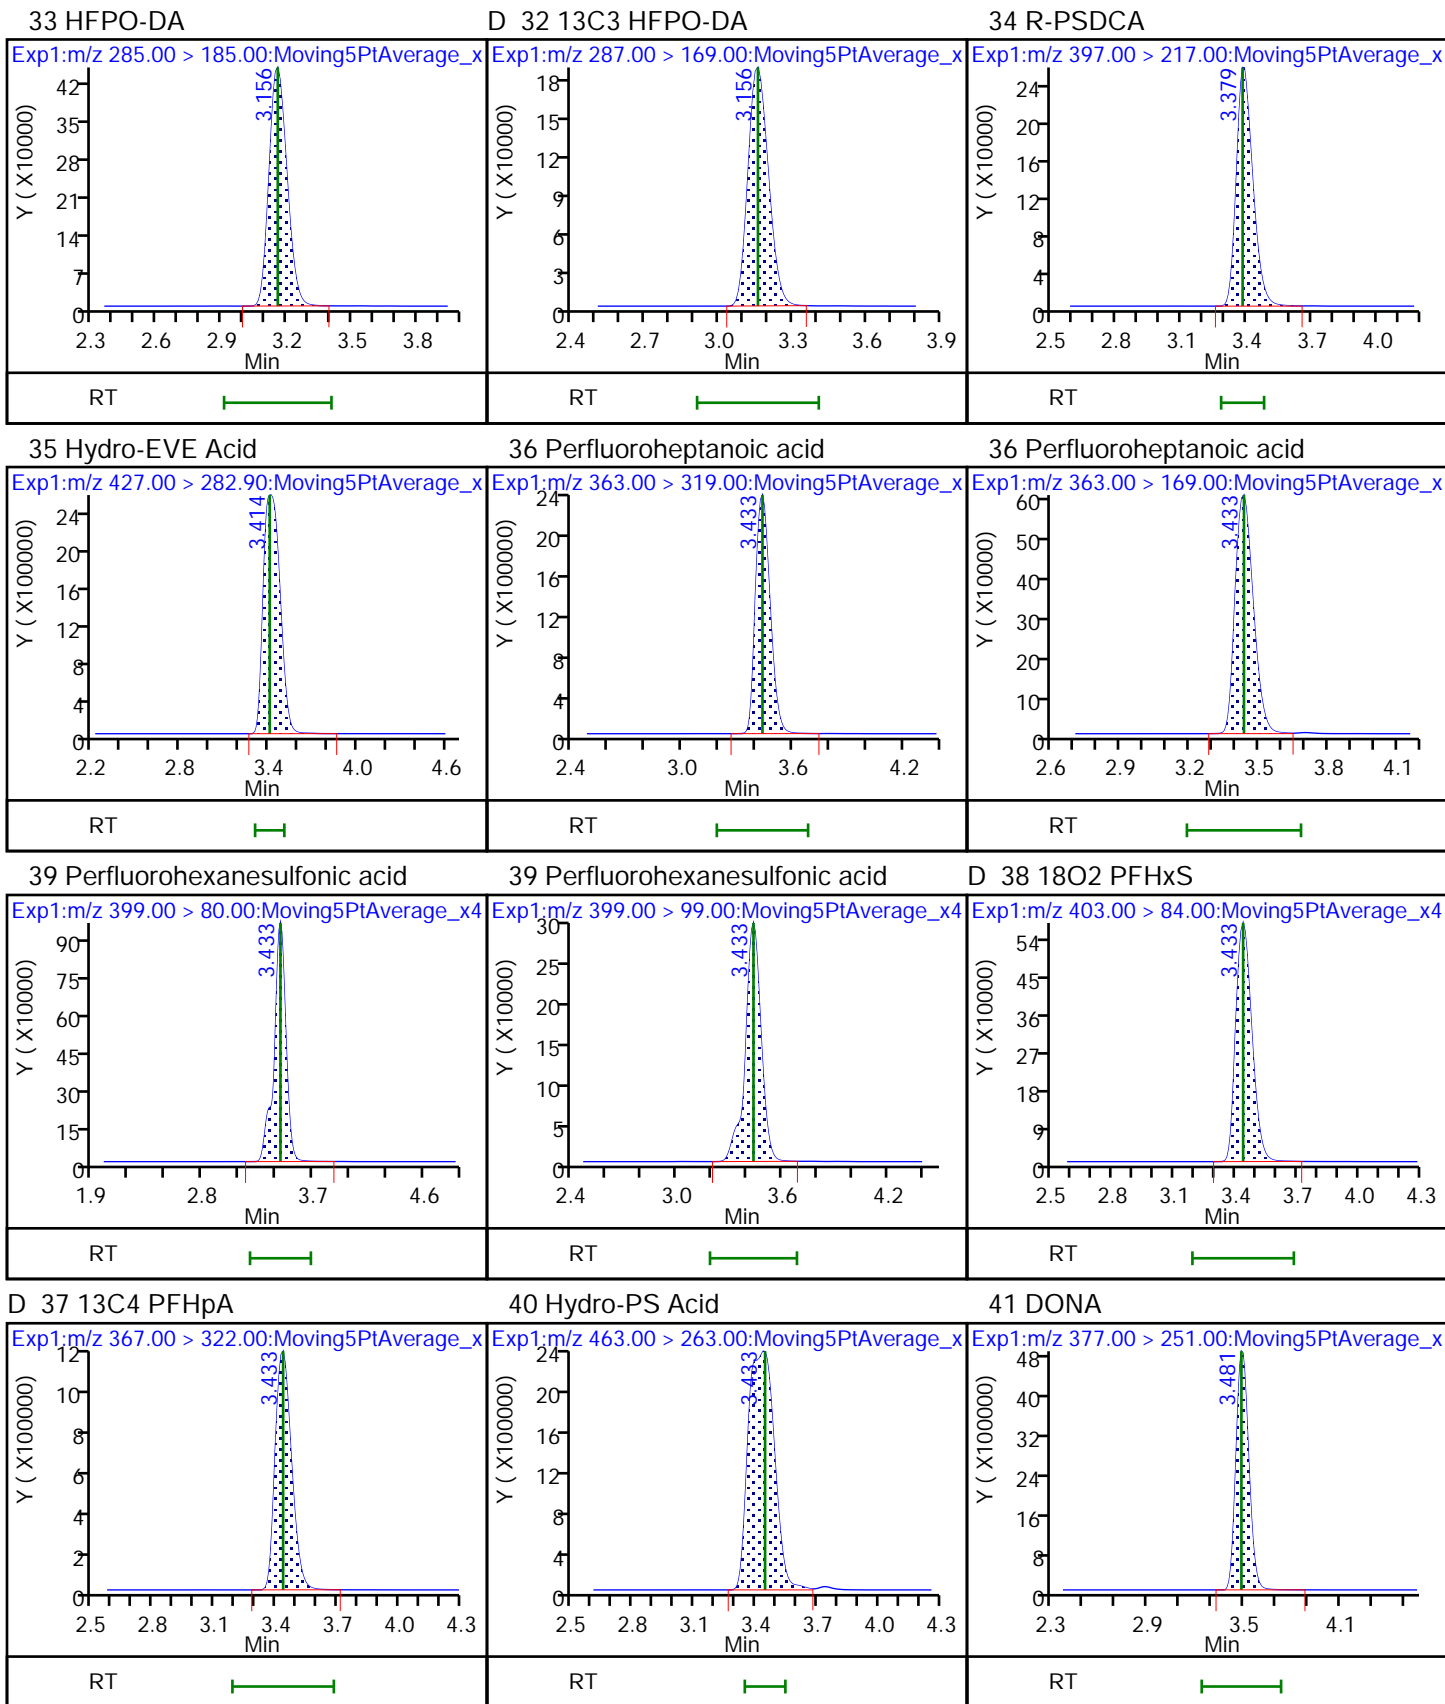 33 HFPO-DA
Exp1:m/z 285.00 > 185.00:Moving5PtAverage_x
3.156
Y ( X10000)
42
35
28
21
14
7
0
2.3 2.6 2.9 3.2 3.5 3.8
Min
RT
D 32 13C3 HFPO-DA
Exp1:m/z 287.00 > 169.00:Moving5PtAverage_x
3.156
Y ( X10000)
18
15
12
9
6
3
0
2.4 2.7 3.0 3.3 3.6 3.9
Min
RT
34 R-PSDCA
Exp1:m/z 397.00 > 217.00:Moving5PtAverage_x
3.379
Y ( X10000)
24
20
16
12
8
4
0
2.5 2.8 3.1 3.4 3.7 4.0
Min
RT
35 Hydro-EVE Acid
Exp1:m/z 427.00 > 282.90:Moving5PtAverage_x
3.414
Y ( X10000)
24
20
16
12
8
4
0
2.2 2.8 3.4 4.0 4.6
Min
RT
36 Perfluoroheptanoic acid
Exp1:m/z 363.00 > 319.00:Moving5PtAverage_x
3.433
Y ( X100000)
24
20
16
12
8
4
0
2.4 3.0 3.6 4.2
Min
RT
36 Perfluoroheptanoic acid
Exp1:m/z 363.00 > 169.00:Moving5PtAverage_x
3.433
Y ( X10000)
60
50
40
30
20
10
0
2.6 2.9 3.2 3.5 3.8 4.1
Min
RT
39 Perfluorohexanesulfonic acid
Exp1:m/z 399.00 > 80.00:Moving5PtAverage_x4
3.433
Y ( X10000)
90
75
60
45
30
15
0
1.9 2.8 3.7 4.6
Min
RT
39 Perfluorohexanesulfonic acid
Exp1:m/z 399.00 > 99.00:Moving5PtAverage_x4
3.433
Y ( X10000)
30
25
20
15
10
5
0
2.4 3.0 3.6 4.2
Min
RT
D 38 18O2 PFHxS
Exp1:m/z 403.00 > 84.00:Moving5PtAverage_x4
3.433
Y ( X10000)
54
45
36
27
18
9
0
2.5 2.8 3.1 3.4 3.7 4.0 4.3
Min
RT
D 37 13C4 PFHpA
Exp1:m/z 367.00 > 322.00:Moving5PtAverage_x
3.433
Y ( X100000)
12
10
8
6
4
2
0
2.5 2.8 3.1 3.4 3.7 4.0 4.3
Min
RT
40 Hydro-PS Acid
Exp1:m/z 463.00 > 263.00:Moving5PtAverage_x
3.433
Y ( X100000)
24
20
16
12
8
4
0
2.5 2.8 3.1 3.4 3.7 4.0 4.3
Min
RT
41 DONA
Exp1:m/z 377.00 > 251.00:Moving5PtAverage_x
3.481
Y ( X100000)
48
40
32
24
16
8
0
2.3 2.9 3.5 4.1
Min
RT